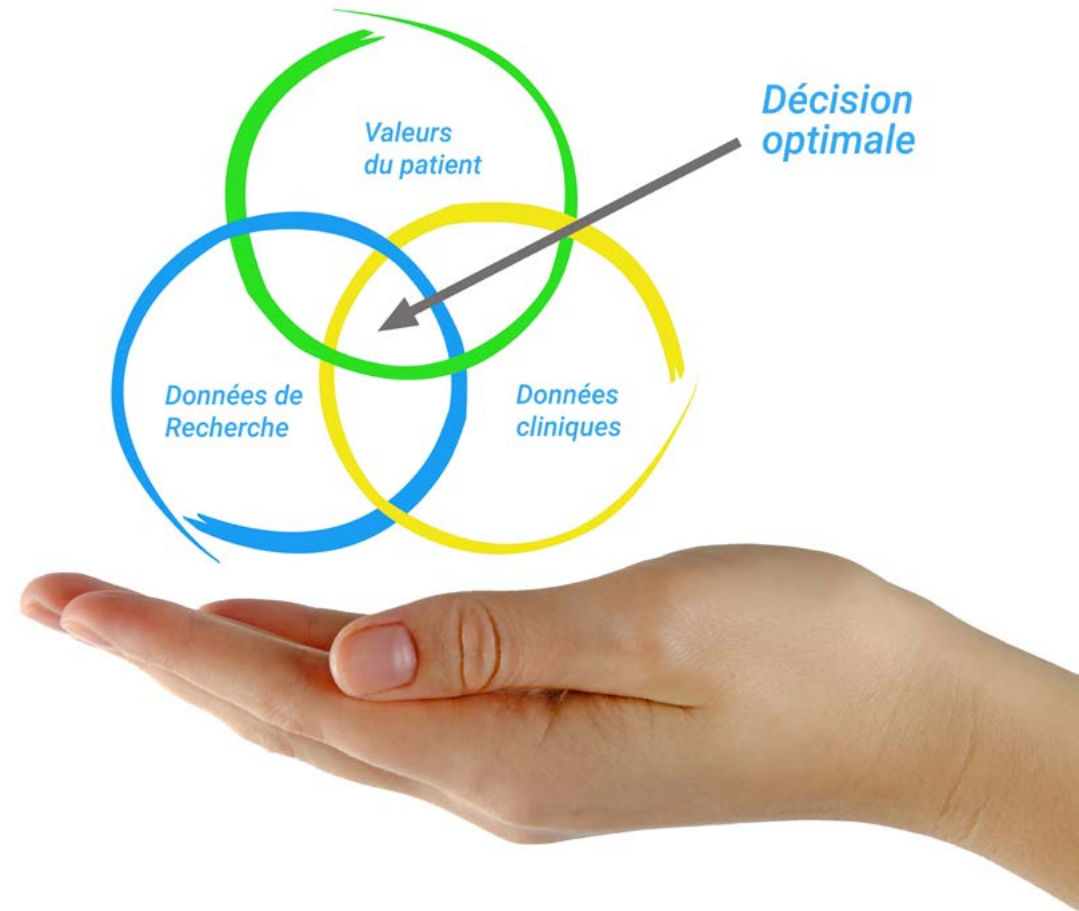 Valeurs
du patient
Décision
optimale
Données de
Recherche
Données
cliniques